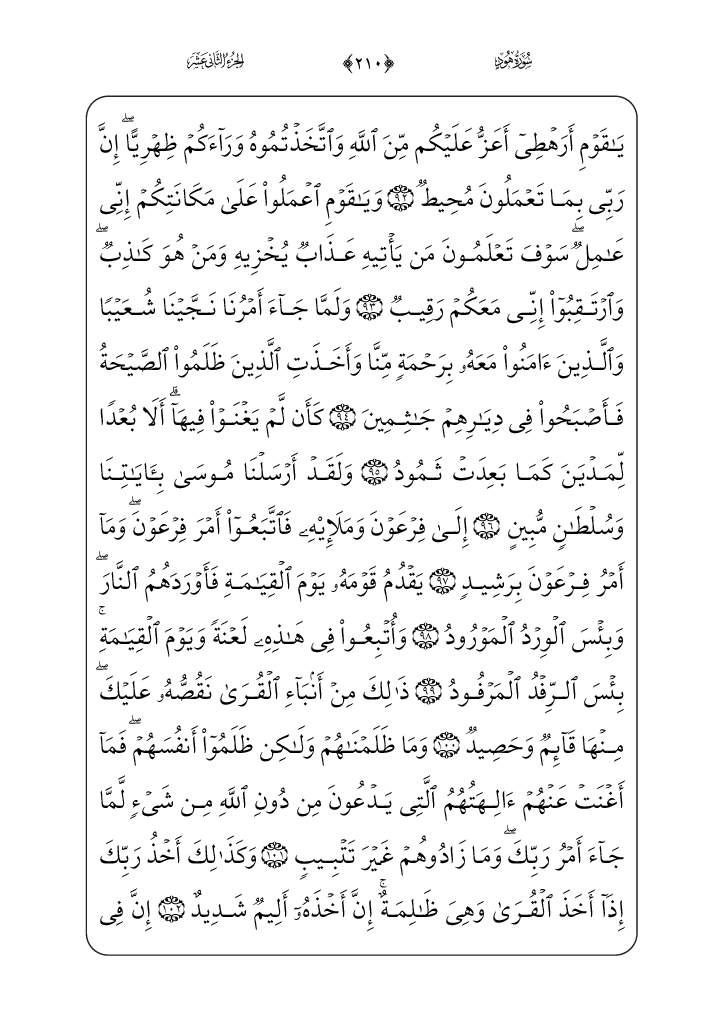 سُورَةُ هُودٍ ﴿٢١٠﴾ الجُزْءُ الثَّانِي عَشَرَ
يَٰقَوْمِ أَرَهْطِىٓ أَعَزُّ عَلَيْكُم مِّنَ ٱللَّهِ وَٱتَّخَذْتُمُوهُ وَرَآءَكُمْ ظِهْرِيًّاۖ إِنَّ
رَبِّى بِمَا تَعْمَلُونَ مُحِيطٌ ۝٩٢ وَيَٰقَوْمِ ٱعْمَلُوا۟ عَلَىٰ مَكَانَتِكُمْ إِنِّى
عَٰمِلٌۖ سَوْفَ تَعْلَمُونَ مَن يَأْتِيهِ عَذَابٌ يُخْزِيهِ وَمَنْ هُوَ كَٰذِبٌۖ
وَٱرْتَقِبُوٓا۟ إِنِّى مَعَكُمْ رَقِيبٌ ۝٩٣ وَلَمَّا جَآءَ أَمْرُنَا نَجَّيْنَا شُعَيْبًا
وَٱلَّذِينَ ءَامَنُوا۟ مَعَهُۥ بِرَحْمَةٍ مِّنَّا وَأَخَذَتِ ٱلَّذِينَ ظَلَمُوا۟ ٱلصَّيْحَةُ
فَأَصْبَحُوا۟ فِى دِيَٰرِهِمْ جَٰثِمِينَ ۝٩٤ كَأَن لَّمْ يَغْنَوْا۟ فِيهَآۗ أَلَا بُعْدًا
لِّمَدْيَنَ كَمَا بَعِدَتْ ثَمُودُ ۝٩٥ وَلَقَدْ أَرْسَلْنَا مُوسَىٰ بِـَٔايَٰتِنَا
وَسُلْطَٰنٍ مُّبِينٍ ۝٩٦ إِلَىٰ فِرْعَوْنَ وَمَلَإِي۟هِۦ فَٱتَّبَعُوٓا۟ أَمْرَ فِرْعَوْنَۖ وَمَآ
أَمْرُ فِرْعَوْنَ بِرَشِيدٍ ۝٩٧ يَقْدُمُ قَوْمَهُۥ يَوْمَ ٱلْقِيَٰمَةِ فَأَوْرَدَهُمُ ٱلنَّارَۖ
وَبِئْسَ ٱلْوِرْدُ ٱلْمَوْرُودُ ۝٩٨ وَأُتْبِعُوا۟ فِى هَٰذِهِۦ لَعْنَةً وَيَوْمَ ٱلْقِيَٰمَةِۚ
بِئْسَ ٱلرِّفْدُ ٱلْمَرْفُودُ ۝٩٩ ذَٰلِكَ مِنْ أَنۢبَآءِ ٱلْقُرَىٰ نَقُصُّهُۥ عَلَيْكَۖ
مِنْهَا قَآئِمٌ وَحَصِيدٌ ۝١٠٠ وَمَا ظَلَمْنَٰهُمْ وَلَٰكِن ظَلَمُوٓا۟ أَنفُسَهُمْۖ فَمَآ
أَغْنَتْ عَنْهُمْ ءَالِهَتُهُمُ ٱلَّتِى يَدْعُونَ مِن دُونِ ٱللَّهِ مِن شَىْءٍ لَّمَّا
جَآءَ أَمْرُ رَبِّكَۖ وَمَا زَادُوهُمْ غَيْرَ تَتْبِيبٍ ۝١٠١ وَكَذَٰلِكَ أَخْذُ رَبِّكَ
إِذَآ أَخَذَ ٱلْقُرَىٰ وَهِىَ ظَٰلِمَةٌۚ إِنَّ أَخْذَهُۥٓ أَلِيمٌ شَدِيدٌ ۝١٠٢ إِنَّ فِى